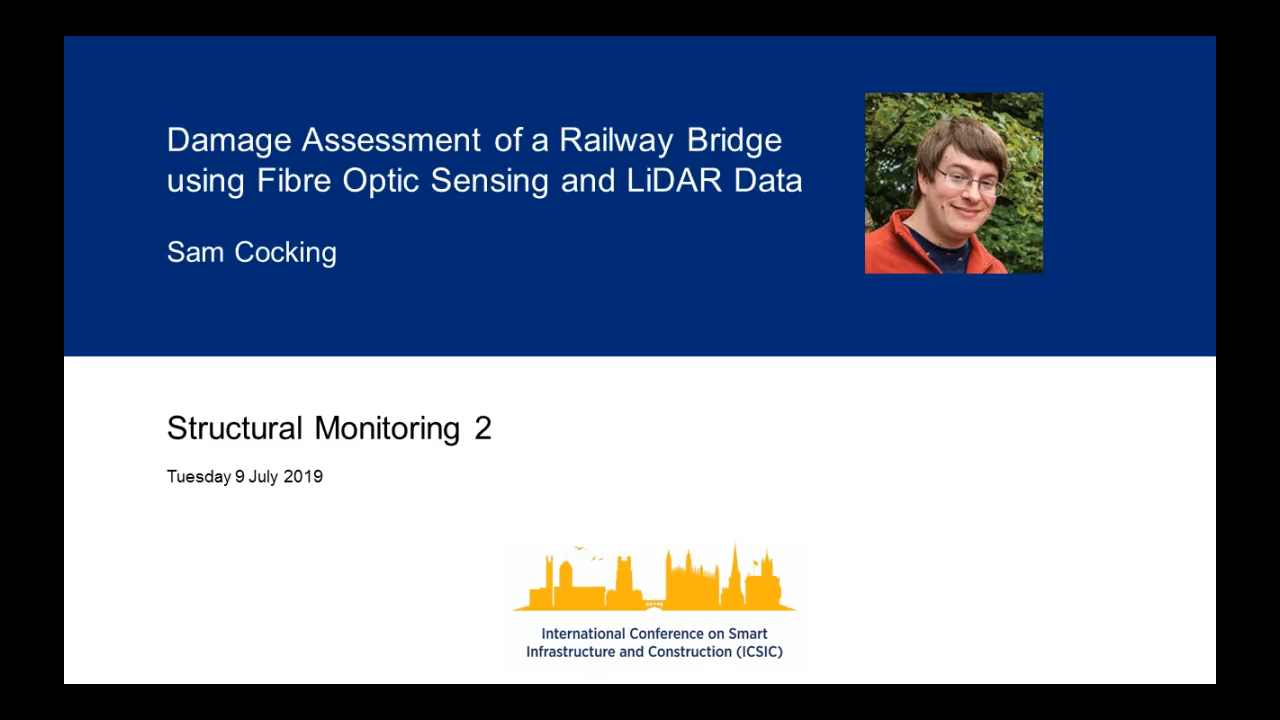 Damage Assessment of a Railway Bridge
using Fibre Optic Sensing and LiDAR Data
Sam Cocking
Structural Monitoring 2
Tuesday 9 July 2019
International Conference on Smart
Infrastructure and Construction (ICSIC)